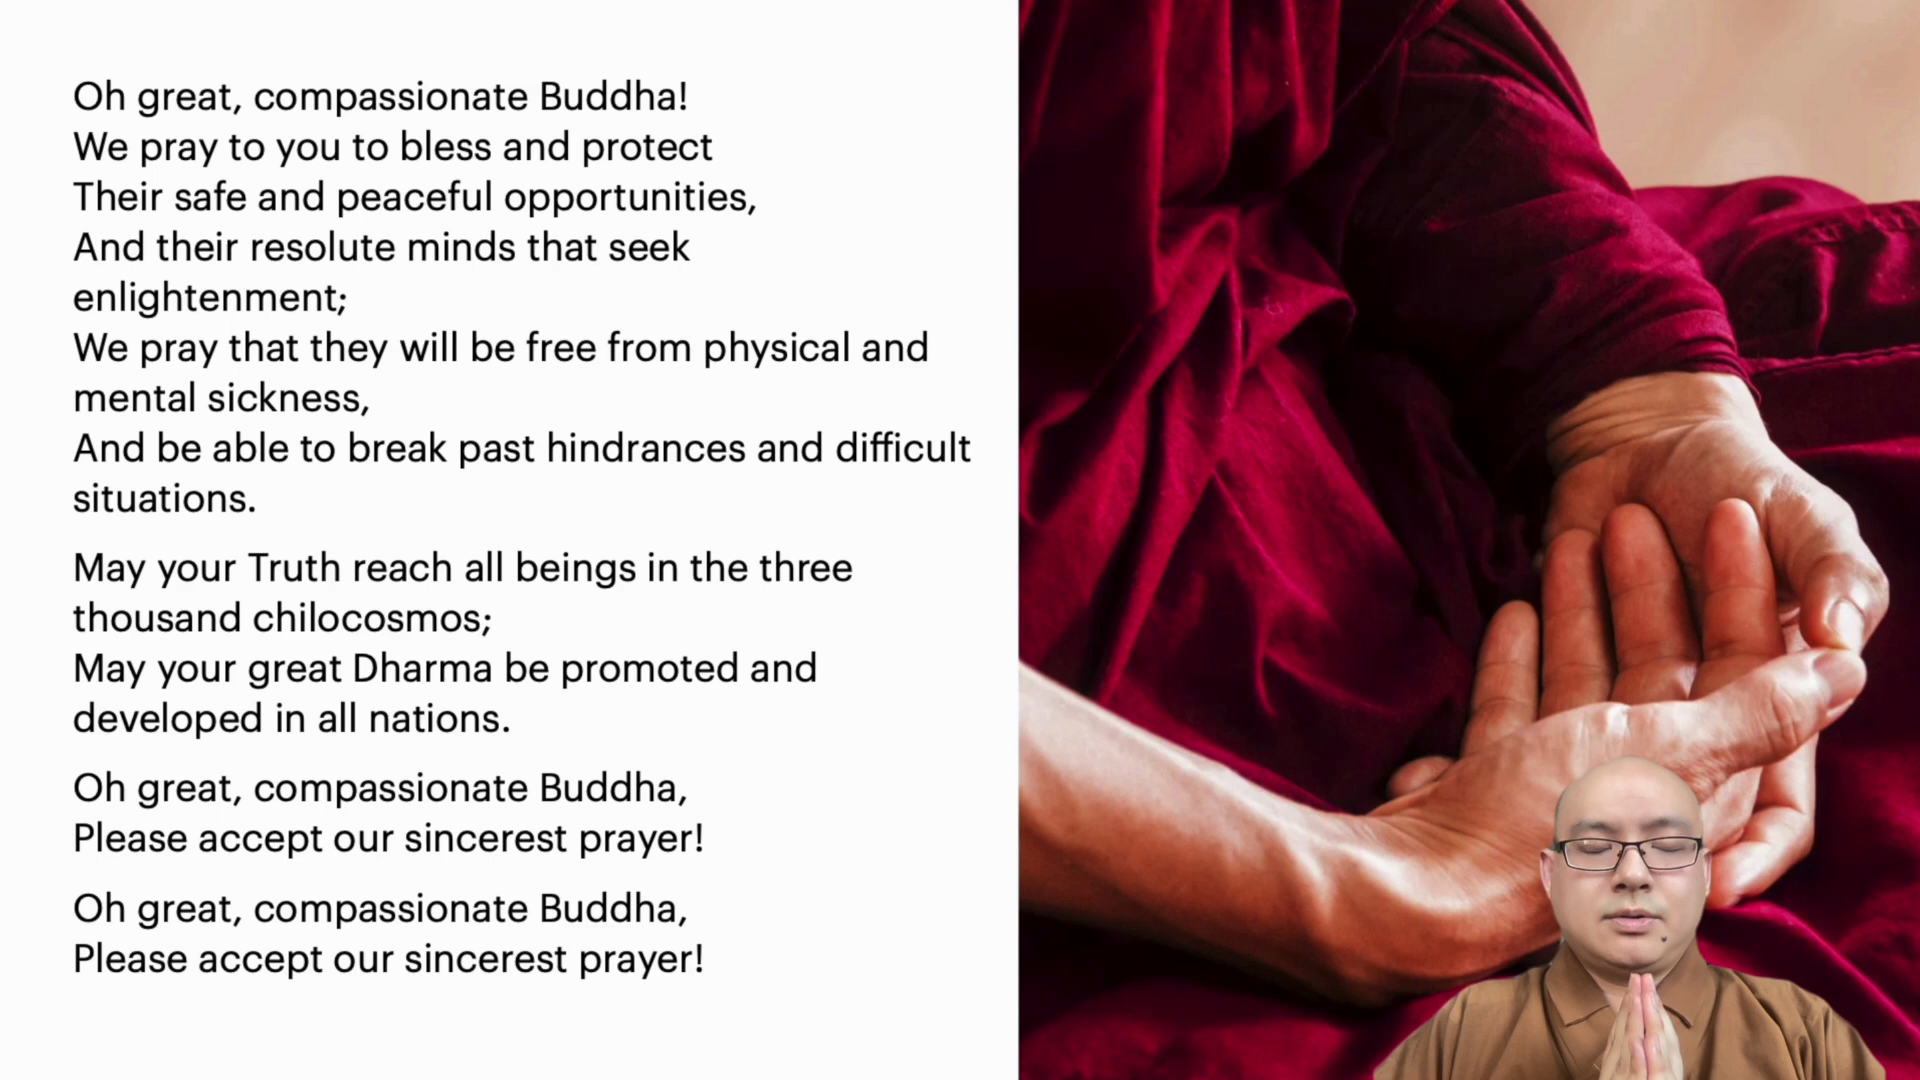 Oh great, compassionate Buddha!
We pray to you to bless and protect
Their safe and peaceful opportunities,
And their resolute minds that seek
enlightenment;
We pray that they will be free from physical and
mental sickness,
And be able to break past hindrances and difficult
situations.
May your Truth reach all beings in the three
thousand chilocosmos;
May your great Dharma be promoted and
developed in all nations.
Oh great, compassionate Buddha,
Please accept our sincerest prayer!
Oh great, compassionate Buddha,
Please accept our sincerest prayer!